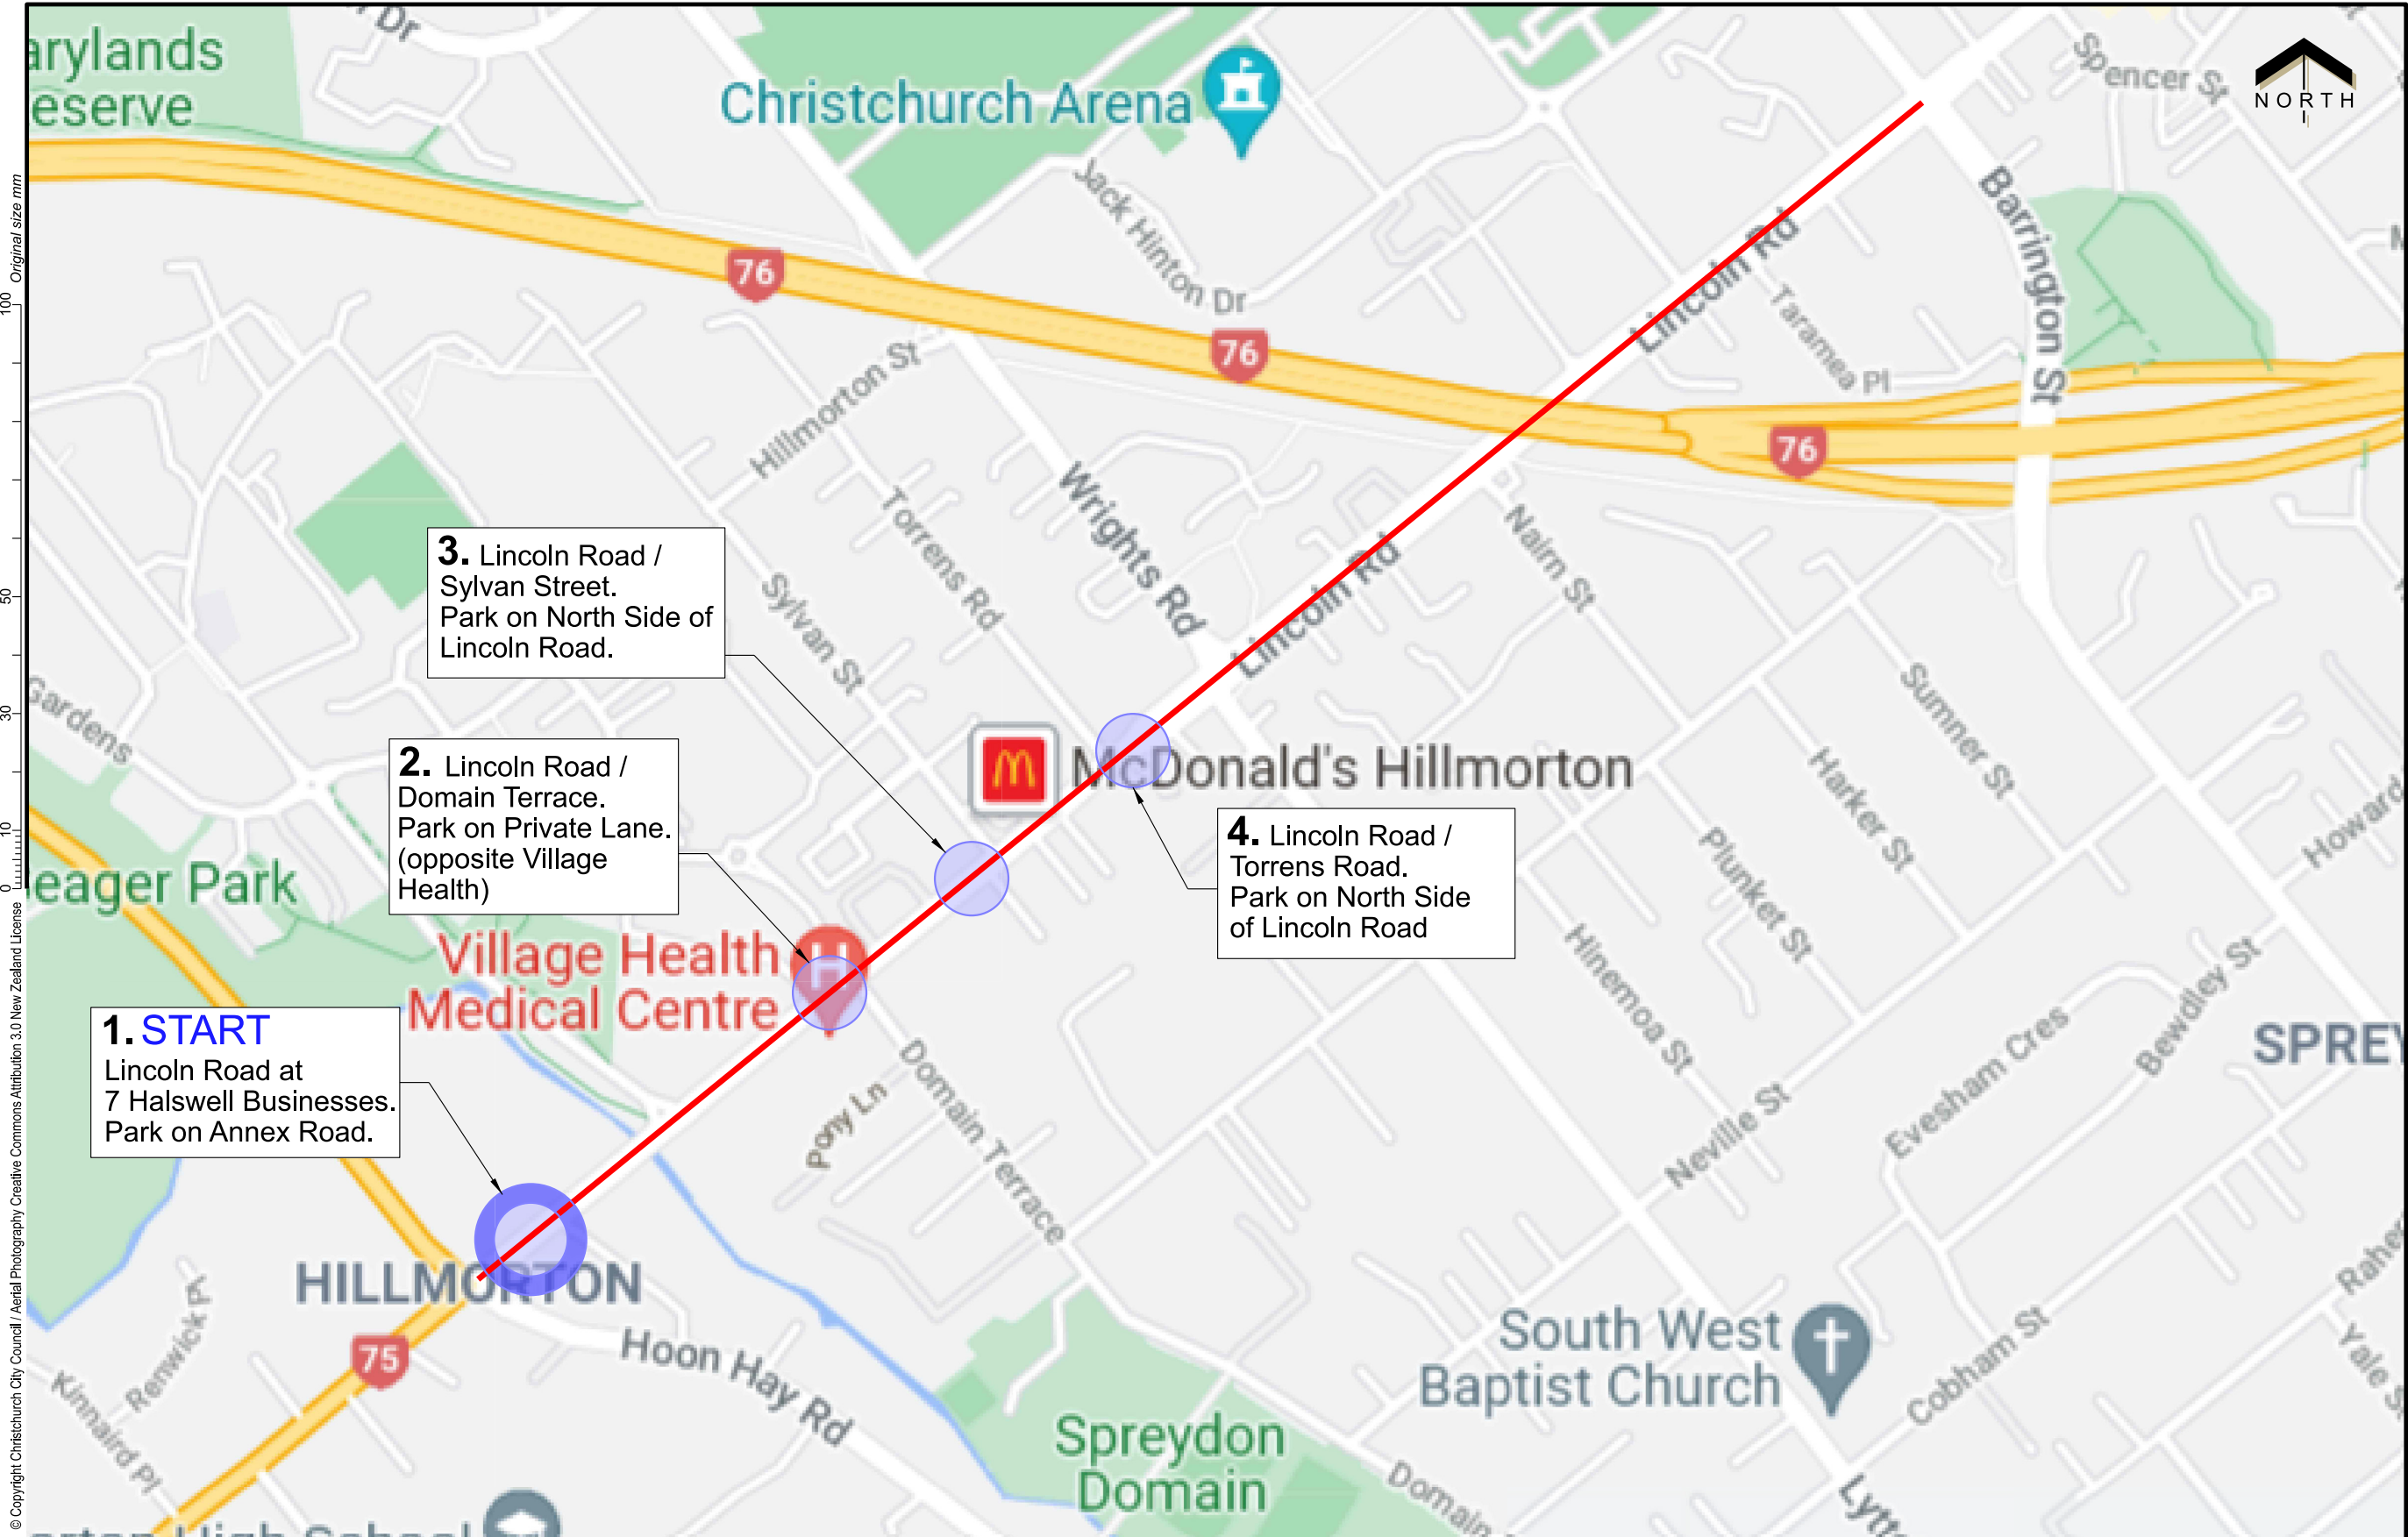 Dr
arylands
eserve
Christchurch Arena
Spencer St
NORTH
Original size mm
100
50
30
10
0
Jack Hinton Dr
76
76
76
Barrington St
Lincoln Rd
Taramea Pl
Hillmorton St
Wrights Rd
Torrens Rd
Sylvan St
Lincoln Rd
Nairn St
3. Lincoln Road /
Sylvan Street.
Park on North Side of
Lincoln Road.
Gardens
Sumner St
Harker St
Plunket St
Howard
McDonald's Hillmorton
2. Lincoln Road /
Domain Terrace.
Park on Private Lane.
(opposite Village
Health)
4. Lincoln Road /
Torrens Road.
Park on North Side
of Lincoln Road
eager Park
Village Health
Medical Centre
H
Hinemoa St
Bewdley St
Evesham Cres
Neville St
SPREY
1. START
Lincoln Road at
7 Halswell Businesses.
Park on Annex Road.
Pony Ln
Domain Terrace
HILLMORTON
Renwick Pl
75
Kinnaird Pl
Hoon Hay Rd
South West
Baptist Church
Cobham St
Yale S
Spreydon
Domain
Domain
Lytt
© Copyright Christchurch City Council / Aerial Photography Creative Commons Attribution 3.0 New Zealand License